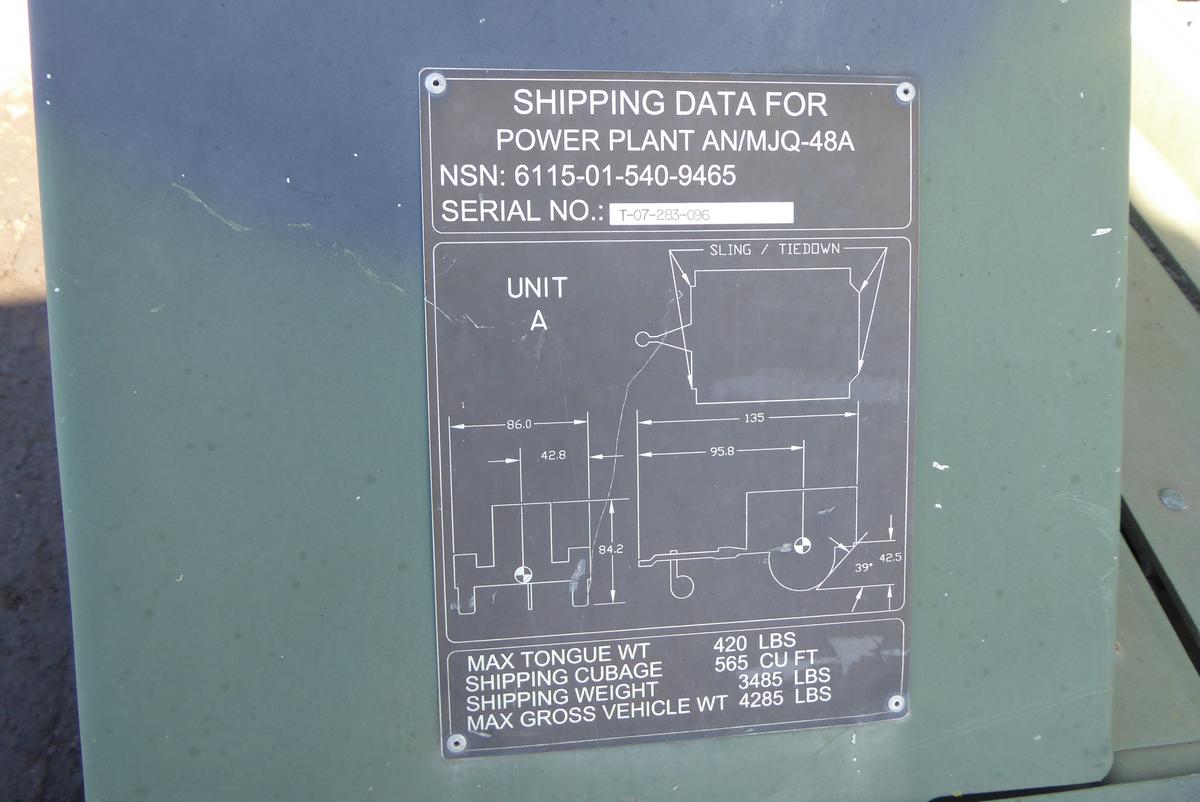 SHIPPING DATA FOR
POWER PLANT AN/MJQ-48A
NSN: 6115-01-540-9465
SERIAL NO.: T-07-283-096
SLING / TIEDOWN
UNIT
A
86.0
135
42.8
95.8
84.2
39°
42.5
MAX TONGUE WT 420 LBS
SHIPPING CUBAGE 565 CU FT
SHIPPING WEIGHT 3485 LBS
MAX GROSS VEHICLE WT 4285 LBS